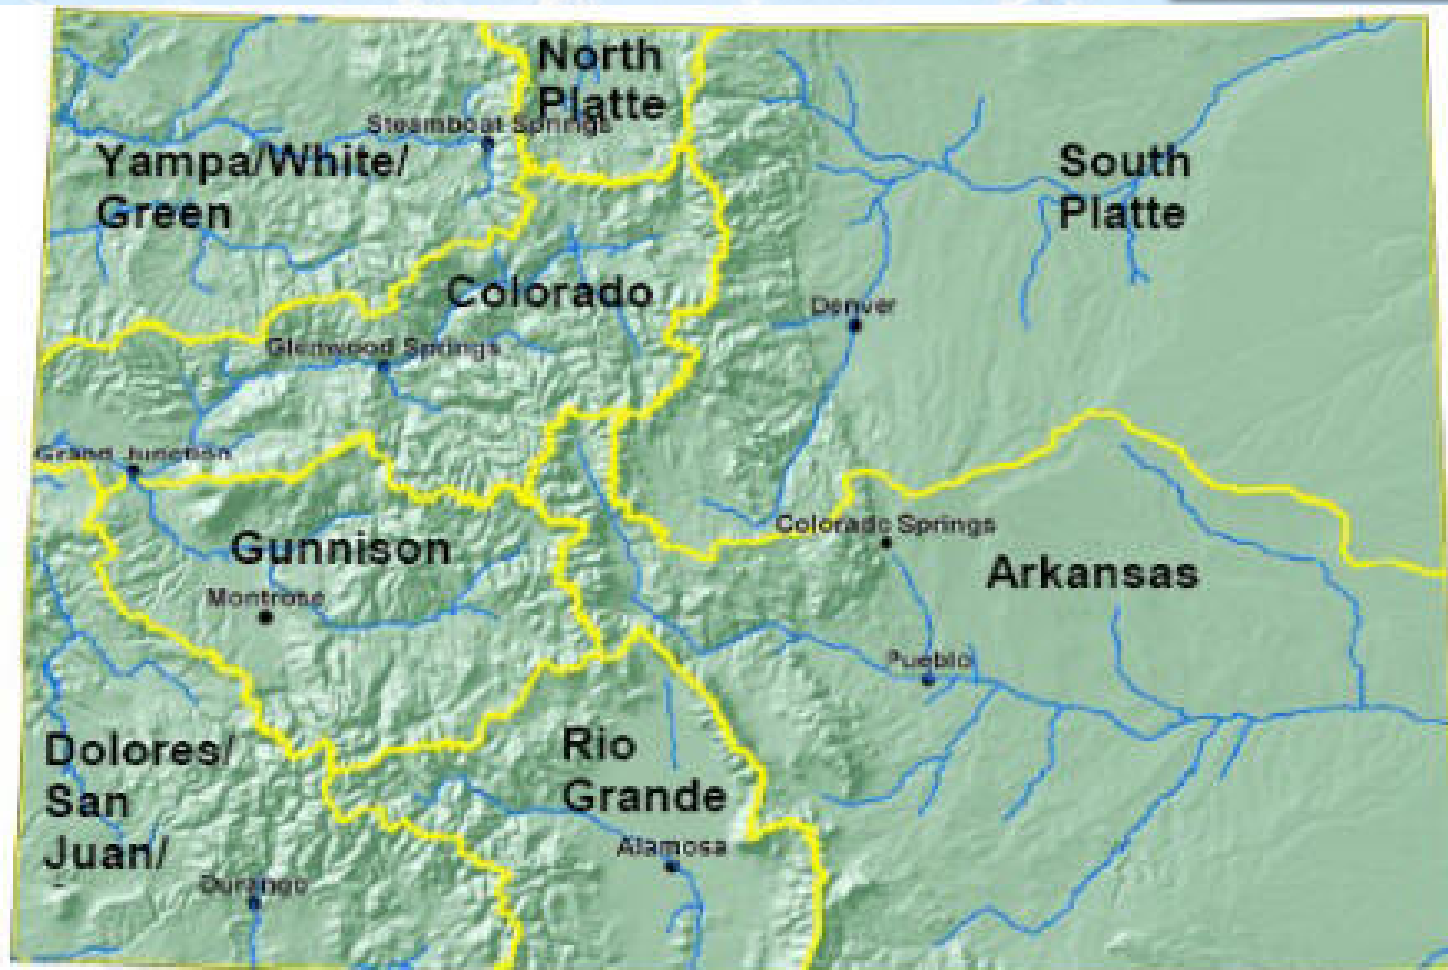 North
Platte
Steamboat Springs
Yampa/White/
Green
South
Platte
Colorado
Denver
Glenwood Springs
Grand Junction
Colorado Springs
Gunnison
Arkansas
Montrose
Pueblo
Dolores/
San
Juan/
Rio
Grande
Alamosa
Durango